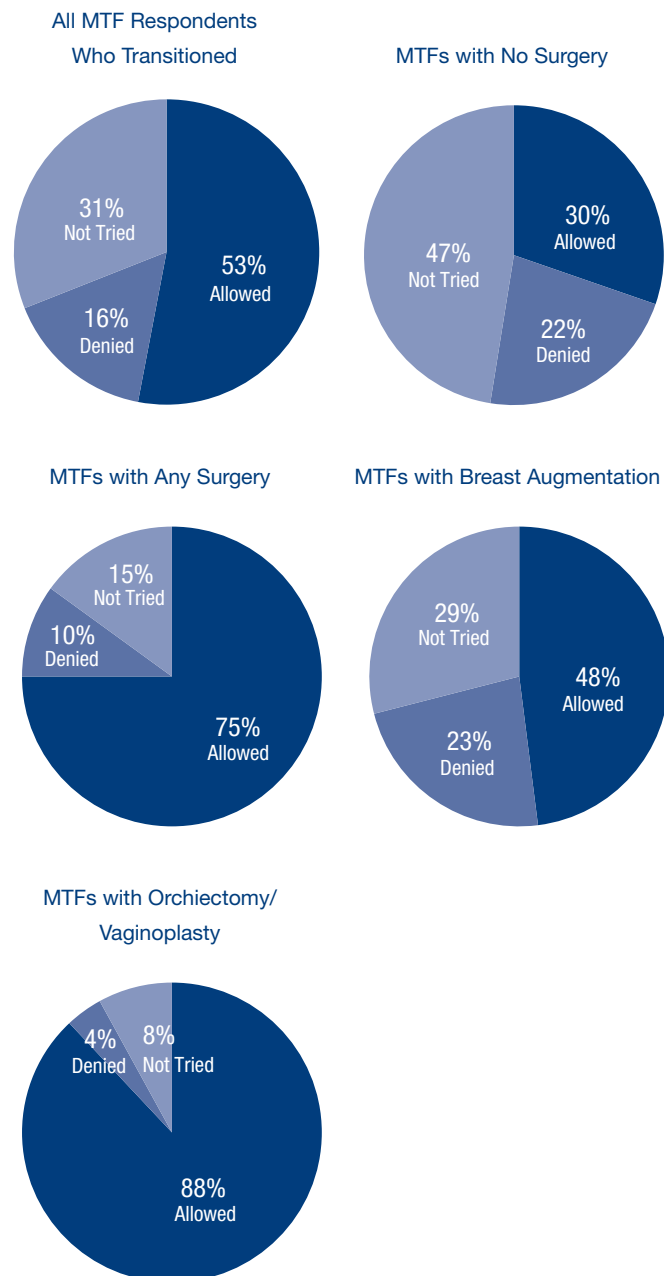 All MTF Respondents
Who Transitioned
31%
Not Tried
53%
Allowed
16%
Denied
MTFs with No Surgery
30%
Allowed
47%
Not Tried
22%
Denied
MTFs with Any Surgery
15%
Not Tried
10%
Denied
75%
Allowed
MTFs with Breast Augmentation
29%
Not Tried
48%
Allowed
23%
Denied
MTFs with Orchiectomy/
Vaginoplasty
4%
Denied
8%
Not Tried
88%
Allowed